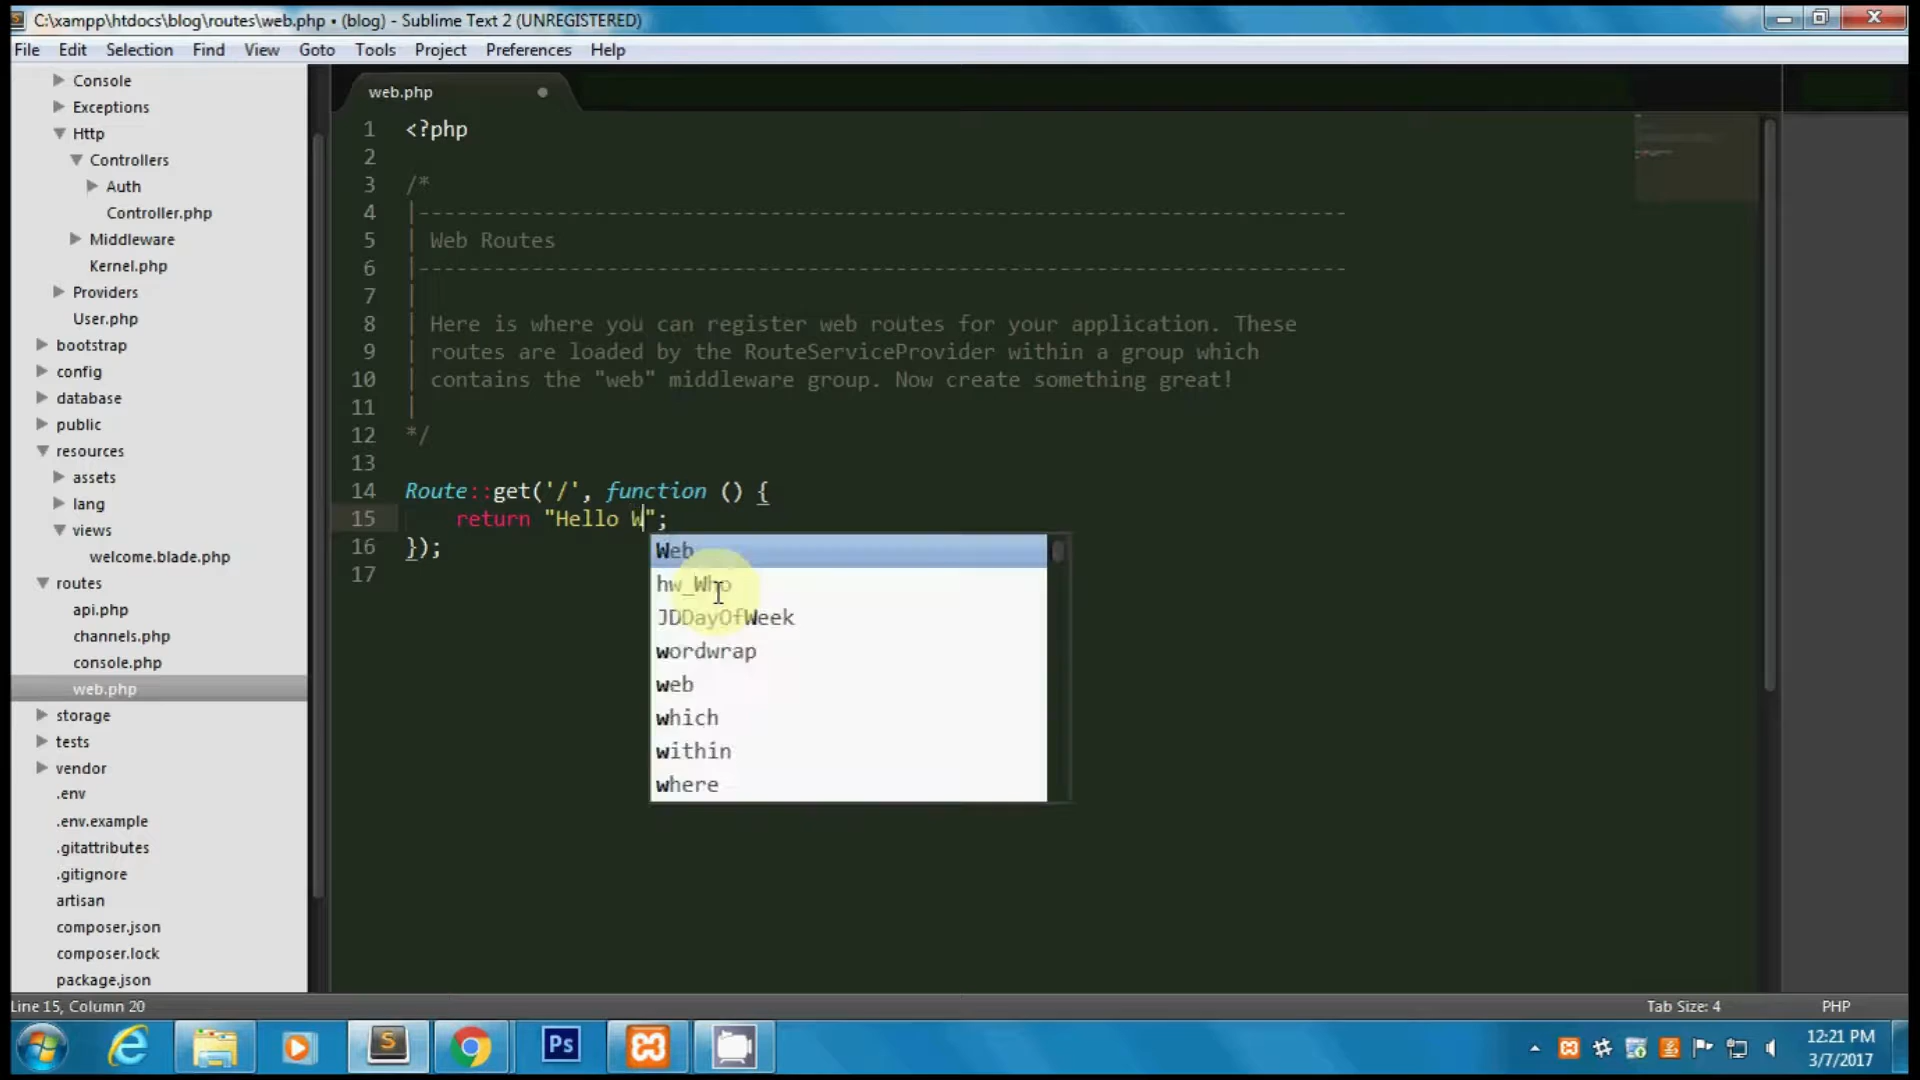 C:\xampp\htdocs\blog\routes\web.php • (blog) - Sublime Text 2 (UNREGISTERED)
File Edit Selection Find View Goto Tools Project Preferences Help
Console
Exceptions
Http
Controllers
Auth
Controller.php
Middleware
Kernel.php
Providers
User.php
bootstrap
config
database
public
resources
assets
lang
views
welcome.blade.php
routes
api.php
channels.php
console.php
web.php
storage
tests
vendor
.env
.env.example
.gitattributes
.gitignore
artisan
composer.json
composer.lock
package.json
web.php
1 <?php
2
3 /*
4 |--------------------------------------------------------------------------
5 | Web Routes
6 |--------------------------------------------------------------------------
7 |
8 | Here is where you can register web routes for your application. These
9 | routes are loaded by the RouteServiceProvider within a group which
10 | contains the "web" middleware group. Now create something great!
11 |
12 */
13
14 Route::get('/', function () {
15 return "Hello W";
16 });
17
Web
hw_Who
JDDayOfWeek
wordwrap
web
which
within
where
Line 15, Column 20
Tab Size: 4
PHP
Ps
12:21 PM
3/7/2017